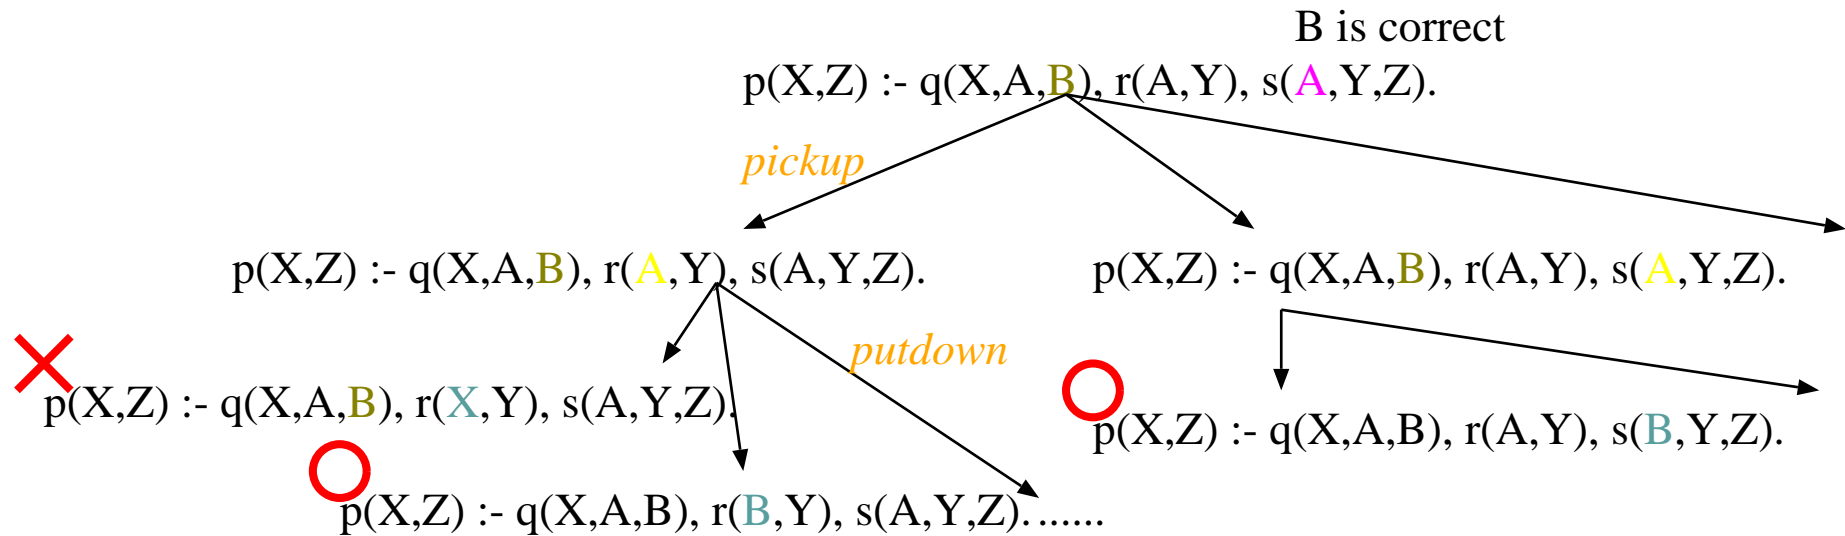 B is correct
p(X,Z) :- q(X,A,B), r(A,Y), s(A,Y,Z).
pickup
p(X,Z) :- q(X,A,B), r(A,Y), s(A,Y,Z).
p(X,Z) :- q(X,A,B), r(A,Y), s(A,Y,Z).
putdown
p(X,Z) :- q(X,A,B), r(X,Y), s(A,Y,Z).
p(X,Z) :- q(X,A,B), r(A,Y), s(B,Y,Z).
p(X,Z) :- q(X,A,B), r(B,Y), s(A,Y,Z). ......